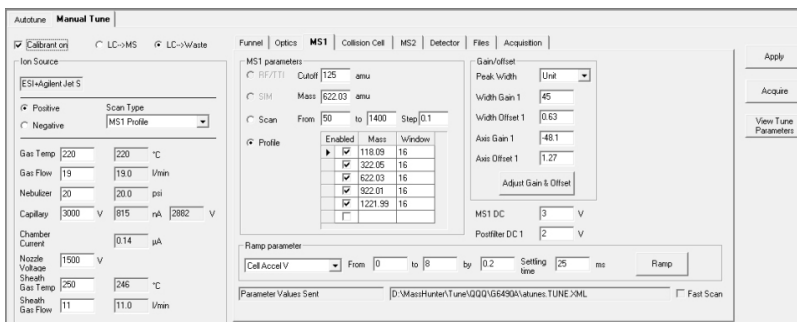 Autotune Manual Tune
Calibrant on LC->MS LC->Waste
Ion Source
ESI+Agilent Jet S
Positive
Negative
Scan Type
MS1 Profile
Gas Temp 220 220 °C
Gas Flow 19 19.0 l/min
Nebulizer 20 20.0 psi
Capillary 3000 V 815 nA 2882 V
Chamber Current 0.14 µA
Nozzle Voltage 1500 V
Sheath Gas Temp 250 246 °C
Sheath Gas Flow 11 11.0 l/min
Funnel Optics MS1 Collision Cell MS2 Detector Files Acquisition
MS1 parameters
RF/TTI Cutoff 125 amu
SIM Mass 622.03 amu
Scan From 50 to 1400 Step 0.1
Profile
Enabled Mass Window
118.09 16
322.05 16
622.03 16
922.01 16
1221.99 16
Gain/offset
Peak Width Unit
Width Gain 1 45
Width Offset 1 0.63
Axis Gain 1 -48.1
Axis Offset 1 1.27
Adjust Gain & Offset
MS1 DC 3 V
Postfilter DC 1 2 V
Ramp parameter
Cell Accel V From 0 to 8 by 0.2 Settling time 25 ms Ramp
Parameter Values Sent D:\MassHunter\Tune\QQQ\G6490A\atunes.TUNE.XML Fast Scan
Apply
Acquire
View Tune
Parameters